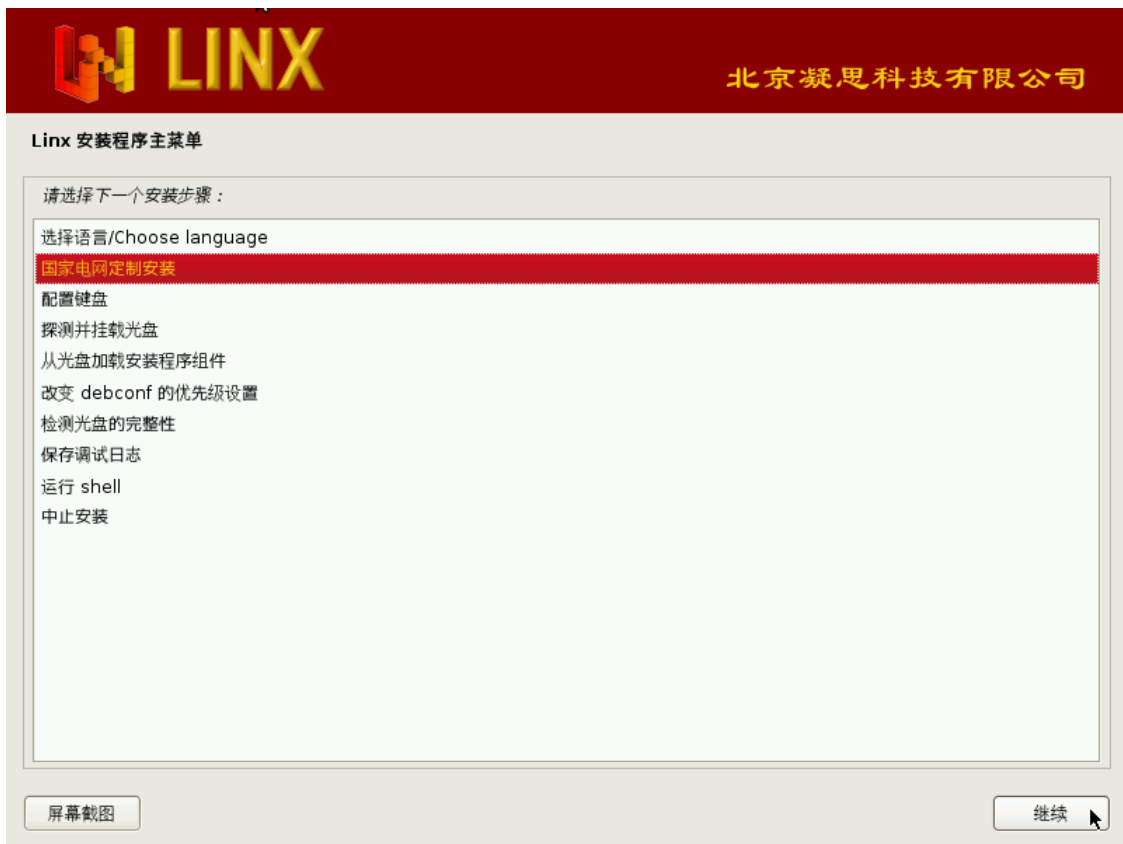 LINX
北京凝思科技有限公司
Linx 安装程序主菜单
请选择下一个安装步骤：
选择语言/Choose language
国家电网定制安装
配置键盘
探测并挂载光盘
从光盘加载安装程序组件
改变 debconf 的优先级设置
检测光盘的完整性
保存调试日志
运行 shell
中止安装
屏幕截图
继续